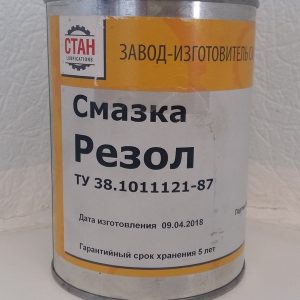 СТАН
LUBRICATIONS
ЗАВОД-ИЗГОТОВИТЕЛЬ
Смазка
Резол
ТУ 38.1011121-87
Дата изготовления 09.04.2018
Гарантийный срок хранения 5 лет